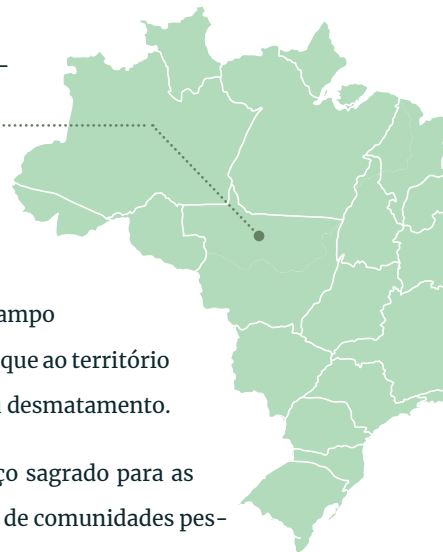 ampo
que ao território
desmatamento.
ço sagrado para as
de comunidades pes-